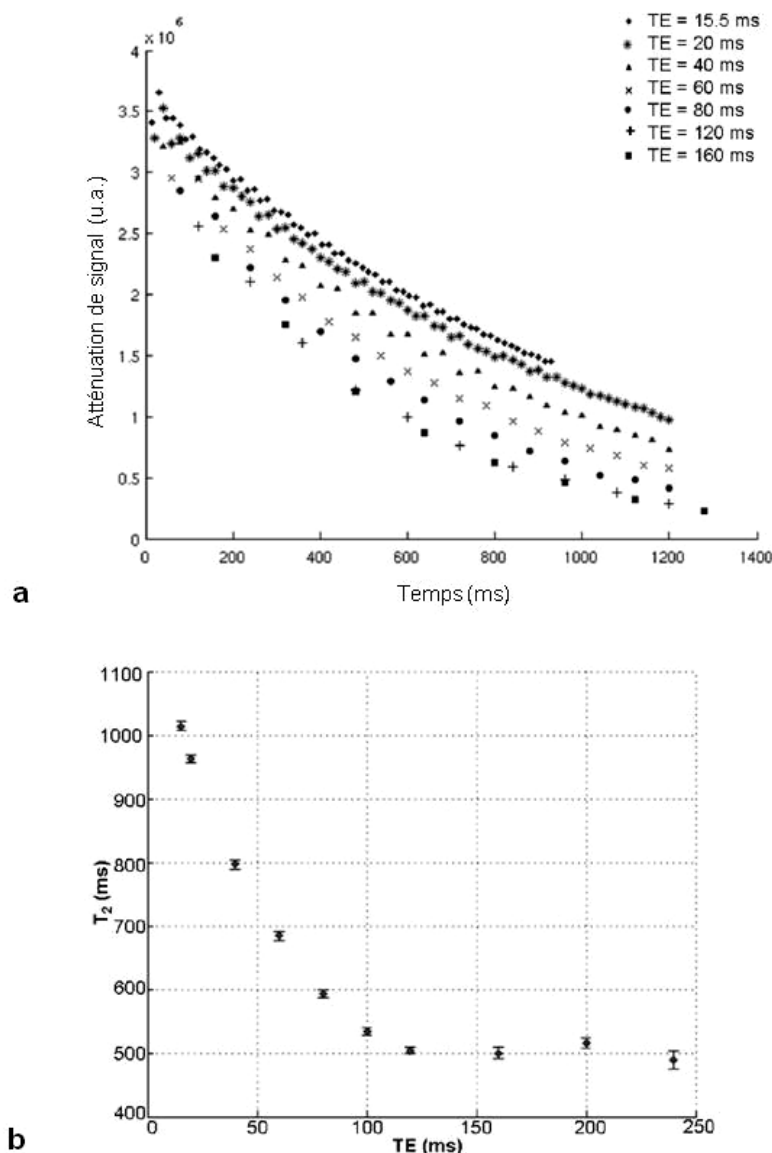 × 10 6
4
3.5
3
2.5
2
1.5
1
0.5
0
0 200 400 600 800 1000 1200 1400
Atténuation de signal (u.a.)
Temps (ms)
TE = 15.5 ms
TE = 20 ms
TE = 40 ms
TE = 60 ms
TE = 80 ms
TE = 120 ms
TE = 160 ms
a
1100
1000
900
800
700
600
500
400
0 50 100 150 200 250
T2 (ms)
TE (ms)
b